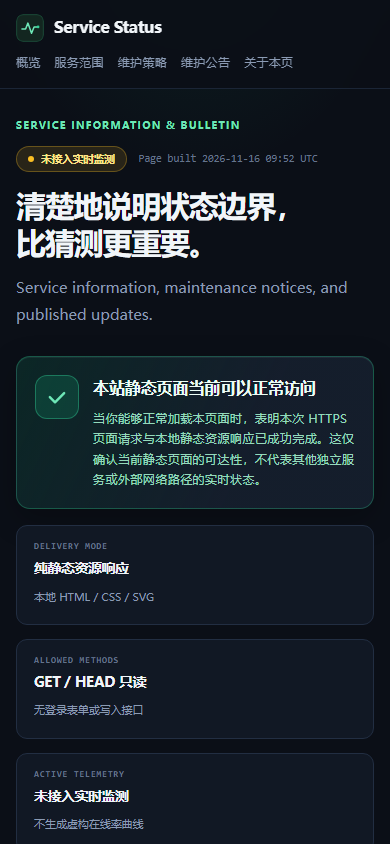 Service Status
概览 服务范围 维护策略 维护公告 关于本页
SERVICE INFORMATION & BULLETIN
未接入实时监测 Page built 2026-11-16 09:52 UTC
清楚地说明状态边界，
比猜测更重要。
Service information, maintenance notices, and
published updates.
本站静态页面当前可以正常访问
当你能够正常加载本页面时，表明本次 HTTPS
页面请求与本地静态资源响应已成功完成。这仅
确认当前静态页面的可达性，不代表其他独立服
务或外部网络路径的实时状态。
DELIVERY MODE
纯静态资源响应
本地 HTML / CSS / SVG
ALLOWED METHODS
GET / HEAD 只读
无登录表单或写入接口
ACTIVE TELEMETRY
未接入实时监测
不生成虚构在线率曲线